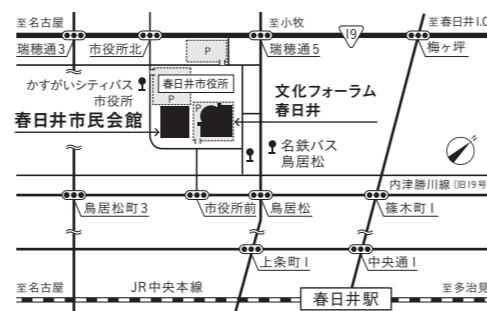 至名古屋
至小牧
19
至春日井I.C
瑞穂通3
市役所北
P
瑞穂通5
梅ヶ坪
かすがいシティバス
市役所
春日井市役所
P
P
文化フォーラム
春日井
春日井市民会館
名鉄バス
鳥居松
内津勝川線(旧19号
鳥居松町3
市役所前
鳥居松
篠木町1
上条町1
中央通1
至名古屋
JR中央本線
春日井駅
至多治見